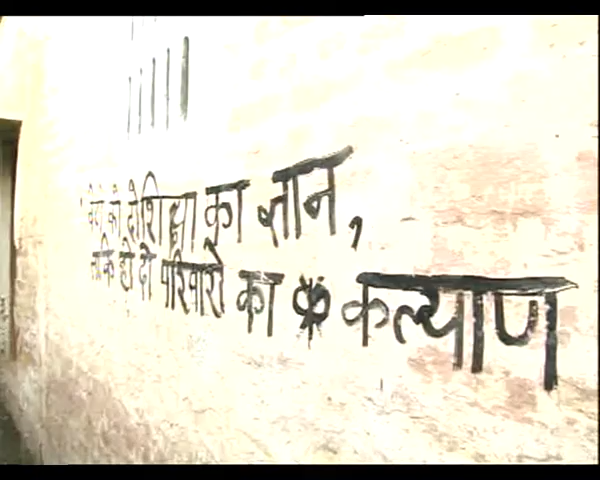 बेटी को दो शिक्षा का ज्ञान,
ताकि हो दो परिवारो का कल्याण